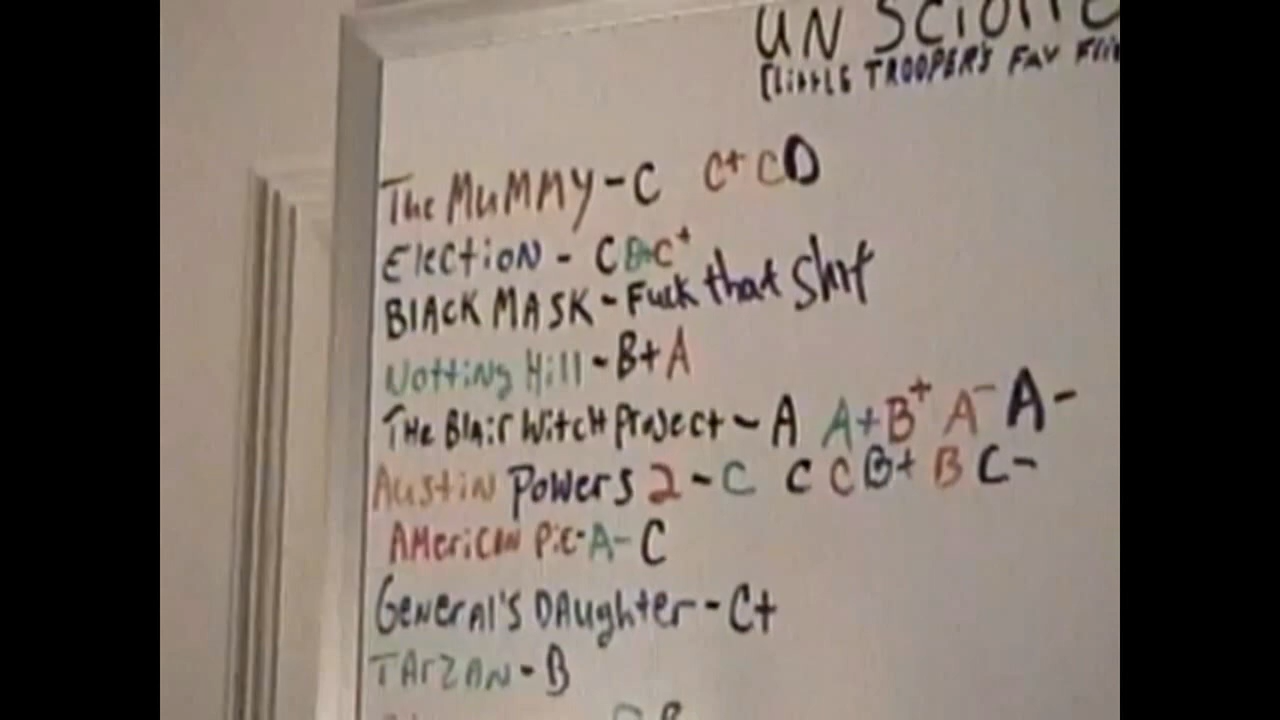 UN SCI
[LITTLE TROOPER'S FAV
The MuMMy - C C+ C D
ElECtiON - C B+ C+
BlACK MASK - Fuck that Shit
Notting Hill - B+ A
THe BlAir WitcH ProJect - A A+ B+ A- A-
Austin Powers 2 - C C C B+ B C-
AMericAN Pie - A- C
GeNerAl's DAughter - C+
TArZAN - B
B